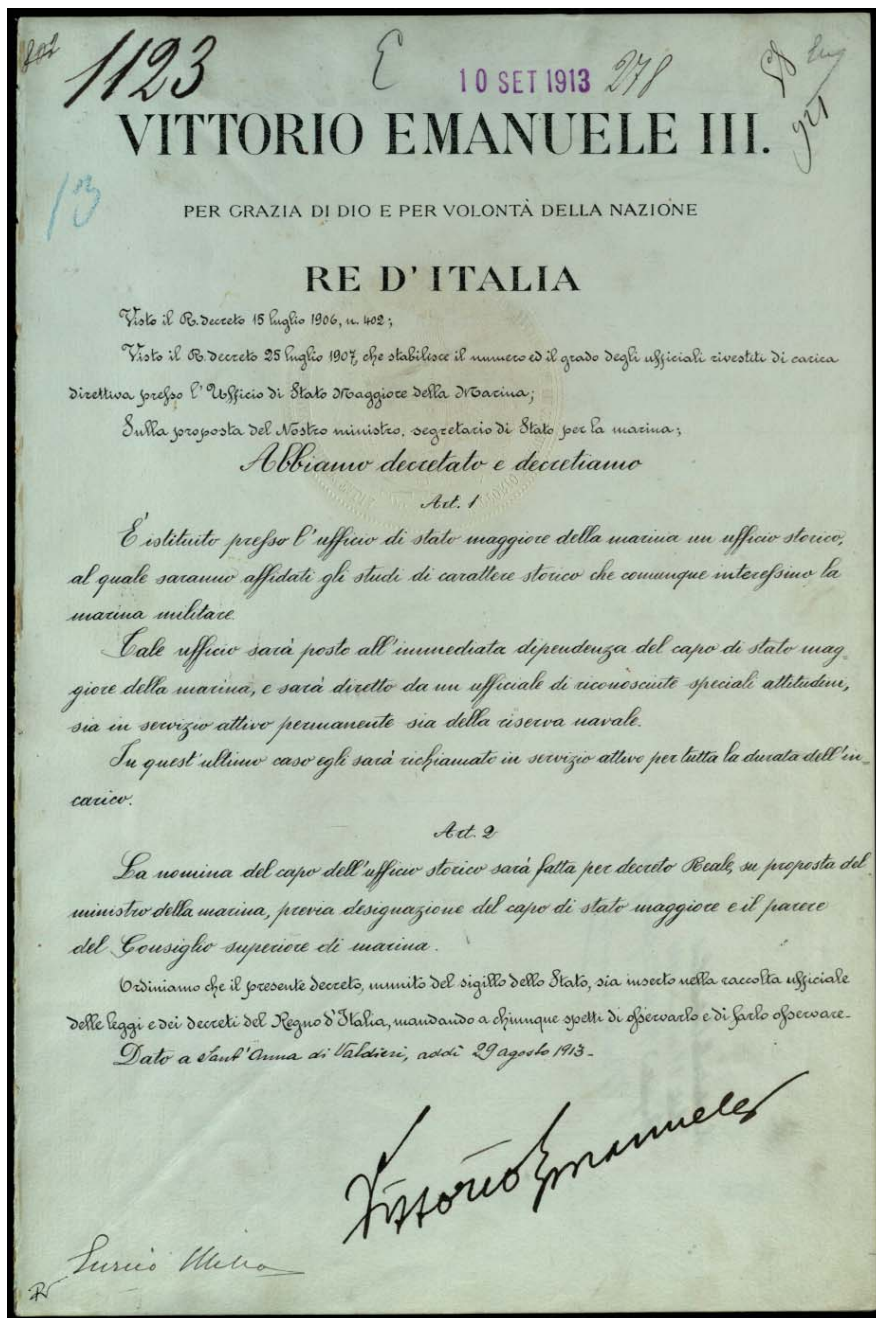 1123 E 10 SET 1913 278
VITTORIO EMANUELE III.
13
PER GRAZIA DI DIO E PER VOLONTÀ DELLA NAZIONE
RE D'ITALIA
Visto il R. decreto 15 luglio 1906, n. 402;
Visto il R. decreto 25 luglio 1907, che stabilisce il numero ed il grado degli ufficiali rivestiti di carica
direttiva presso l'Ufficio di Stato Maggiore della Marina;
Sulla proposta del Nostro ministro, segretario di Stato per la marina;
Abbiamo decretato e decretiamo
Art. 1
È istituito presso l'ufficio di stato maggiore della marina un ufficio storico,
al quale saranno affidati gli studi di carattere storico che comunque interessino la
marina militare.
Tale ufficio sarà posto all'immediata dipendenza del capo di stato mag-
giore della marina, e sarà diretto da un ufficiale di riconosciute speciali attitudini,
sia in servizio attivo permanente sia della riserva navale.
In quest'ultimo caso egli sarà richiamato in servizio attivo per tutta la durata dell'in-
carico.
Art. 2
La nomina del capo dell'ufficio storico sarà fatta per decreto Reale, su proposta del
ministro della marina, previa designazione del capo di stato maggiore e il parere
del Consiglio superiore di marina.
Ordiniamo che il presente decreto, munito del sigillo dello Stato, sia inserto nella raccolta ufficiale
delle leggi e dei decreti del Regno d'Italia, mandando a chiunque spetti di osservarlo e di farlo osservare.
Dato a Sant'Anna di Valdieri, addì 29 agosto 1913.
Vittorio Emanuele